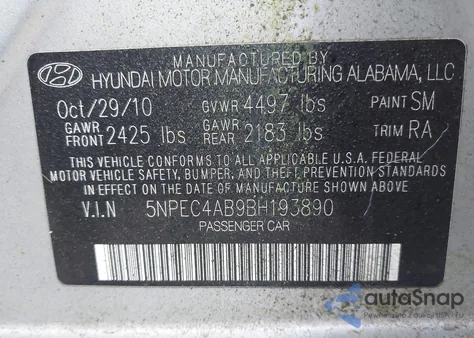 MANUFACTURED BY
HYUNDAI MOTOR MANUFACTURING ALABAMA, LLC
Oct/29/10 GVWR 4497 lbs PAINT SM
GAWR FRONT 2425 lbs GAWR REAR 2183 lbs TRIM RA
THIS VEHICLE CONFORMS TO ALL APPLICABLE U.S.A. FEDERAL
MOTOR VEHICLE SAFETY, BUMPER, AND THEFT PREVENTION STANDARDS
IN EFFECT ON THE DATE OF MANUFACTURE SHOWN ABOVE.
V.I.N 5NPEC4AB9BH193890
PASSENGER CAR
autoSnap